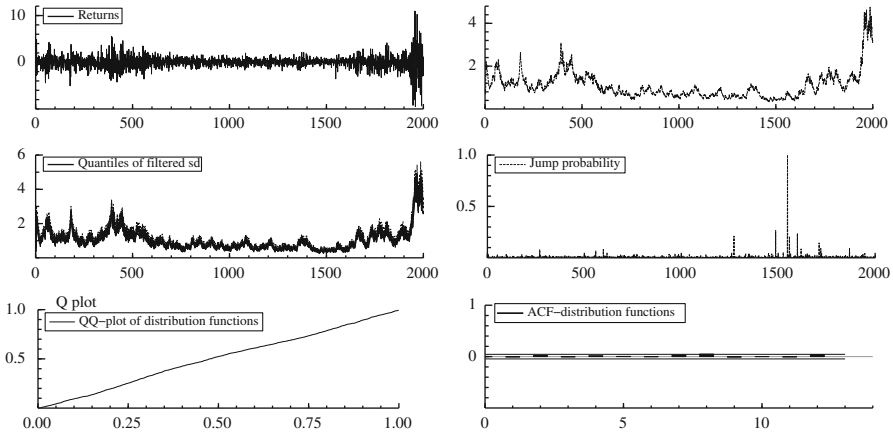 10
Returns
0
0 500 1000 1500 2000
4
2
0 500 1000 1500 2000
6
Quantiles of filtered sd
4
2
0 500 1000 1500 2000
1.0
Jump probability
0.5
0 500 1000 1500 2000
Q plot
1.0
QQ−plot of distribution functions
0.5
0.00 0.25 0.50 0.75 1.00
1
ACF−distribution functions
0
0 5 10